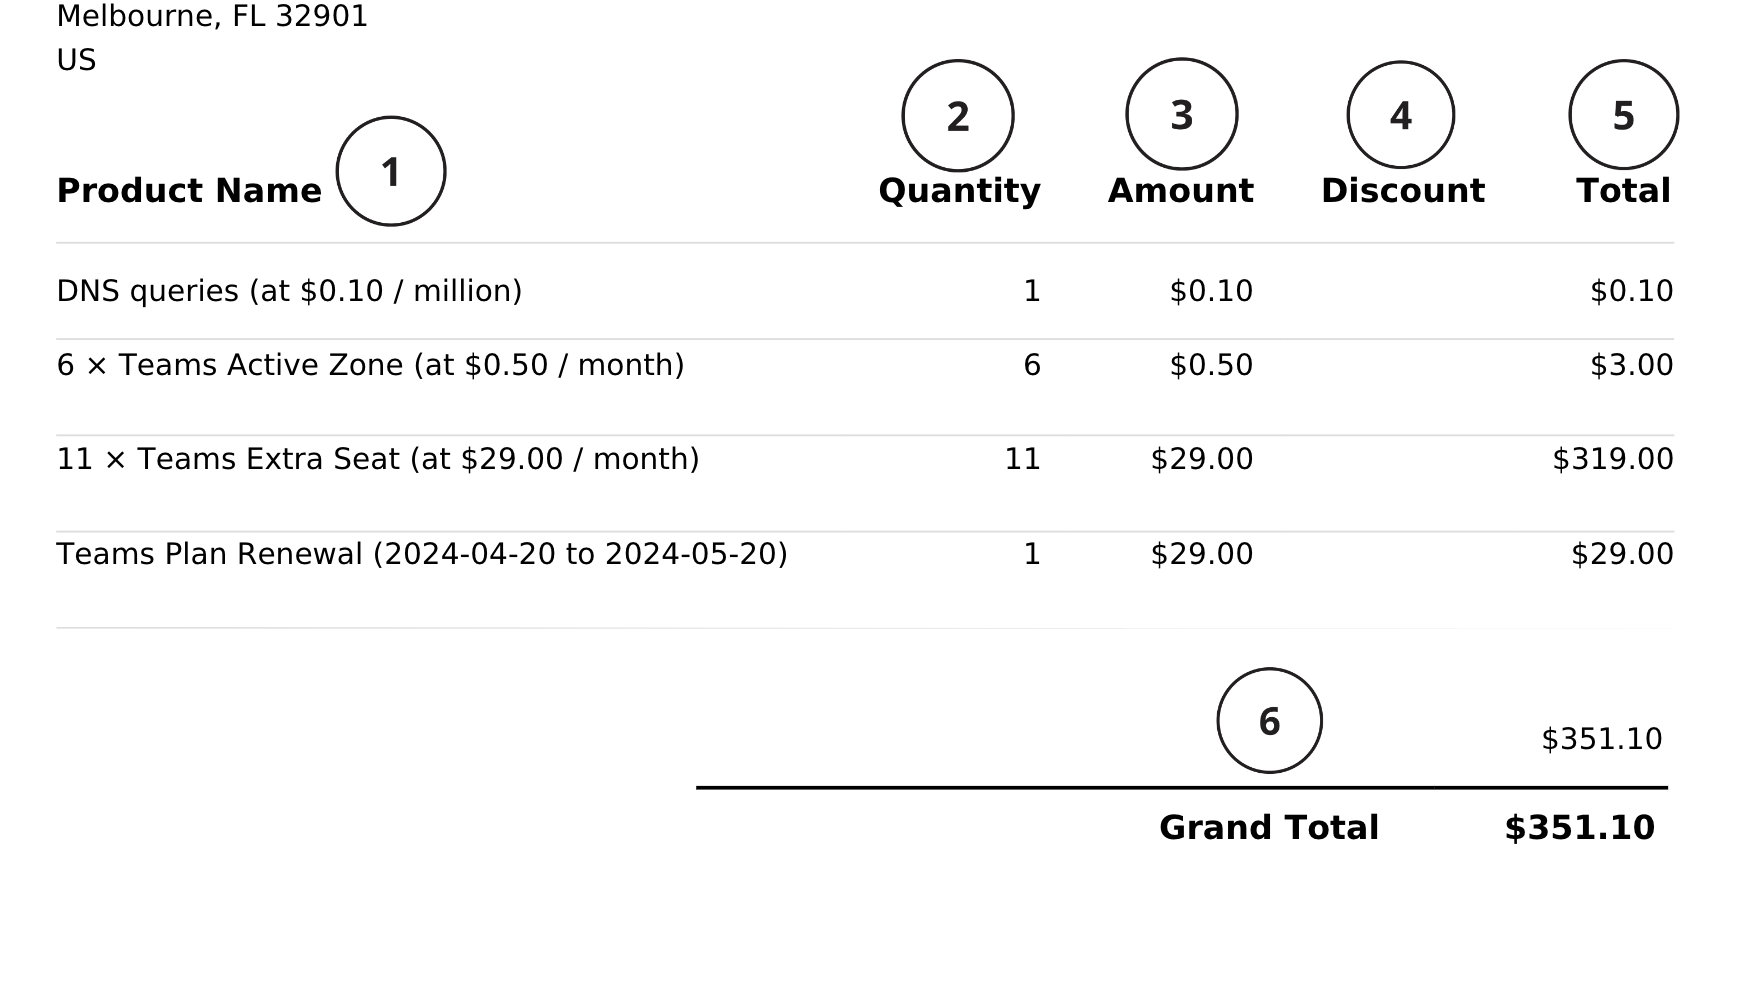 Melbourne, FL 32901
US
2 3 4 5
1
Product Name Quantity Amount Discount Total
DNS queries (at $0.10 / million) 1 $0.10 $0.10
6 × Teams Active Zone (at $0.50 / month) 6 $0.50 $3.00
11 × Teams Extra Seat (at $29.00 / month) 11 $29.00 $319.00
Teams Plan Renewal (2024-04-20 to 2024-05-20) 1 $29.00 $29.00
6 $351.10
Grand Total $351.10